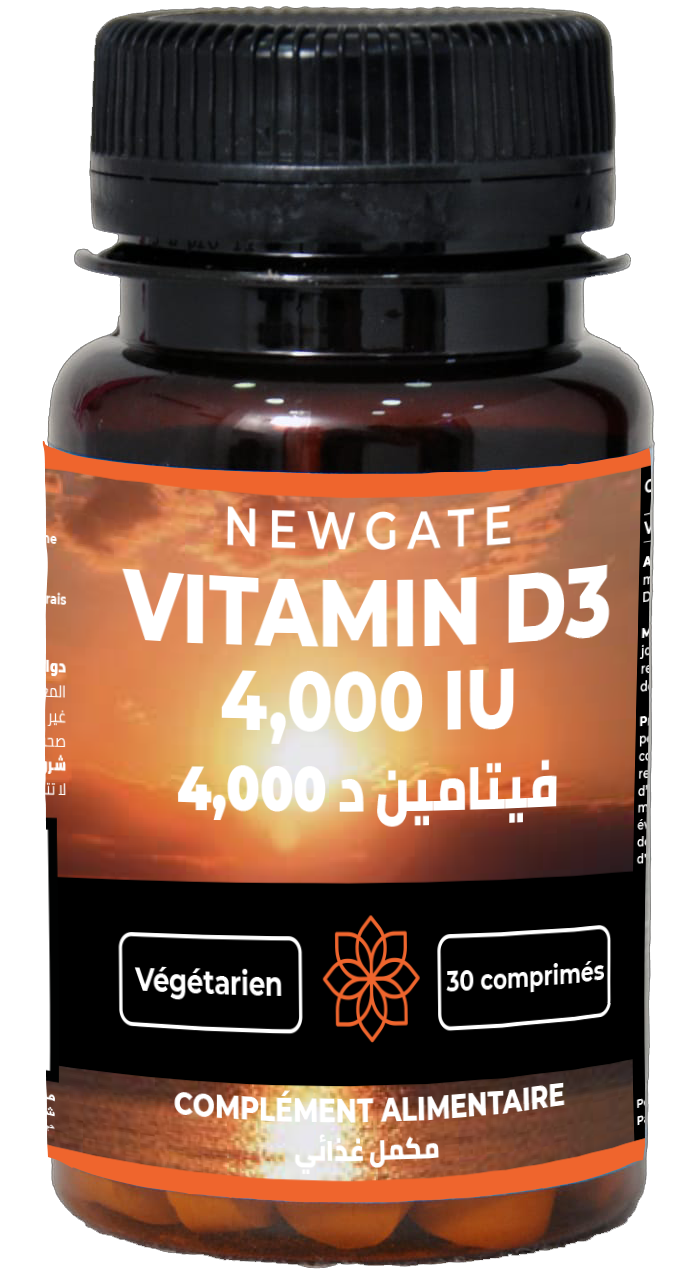 NEWGATE
VITAMIN D3
4,000 IU
فيتامين د 4,000
Végétarien
30 comprimés
COMPLÉMENT ALIMENTAIRE
مكمل غذائي